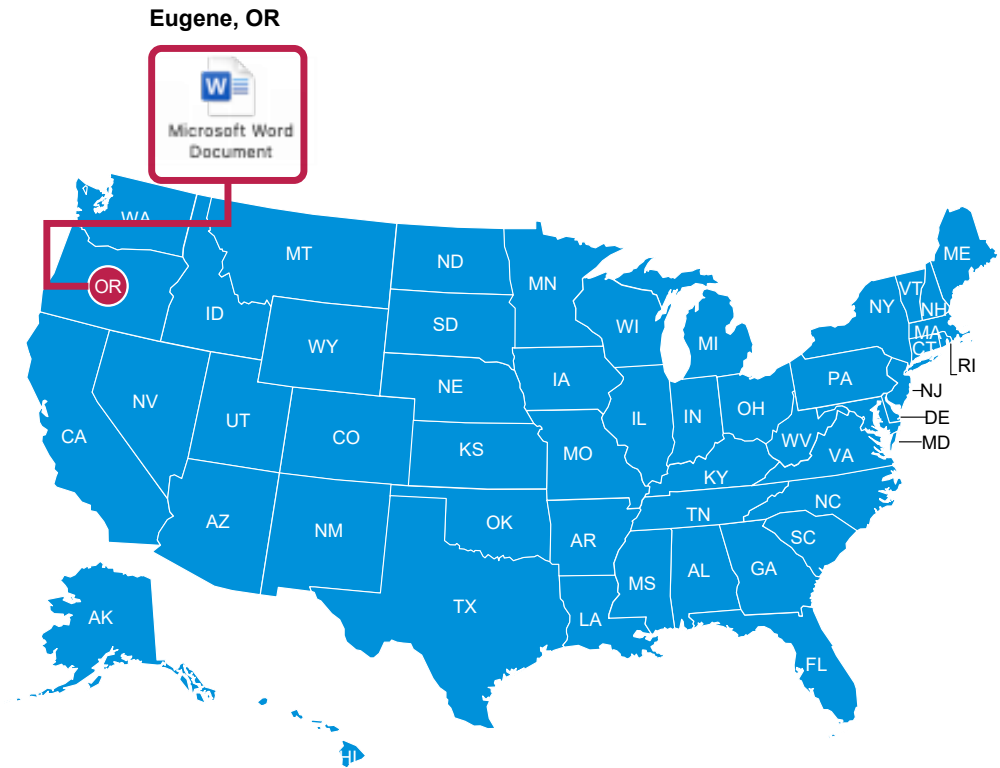 Eugene, OR
W
Microsoft Word
Document
WA
MT
ND
MN
ME
OR
ID
SD
WI
MI
NY
VT
NH
MA
CT
RI
WY
NE
IA
PA
NJ
NV
UT
CO
KS
MO
IL
IN
OH
WV
VA
DE
MD
CA
KY
AZ
NM
OK
AR
TN
NC
SC
MS
AL
GA
TX
LA
AK
FL
HI